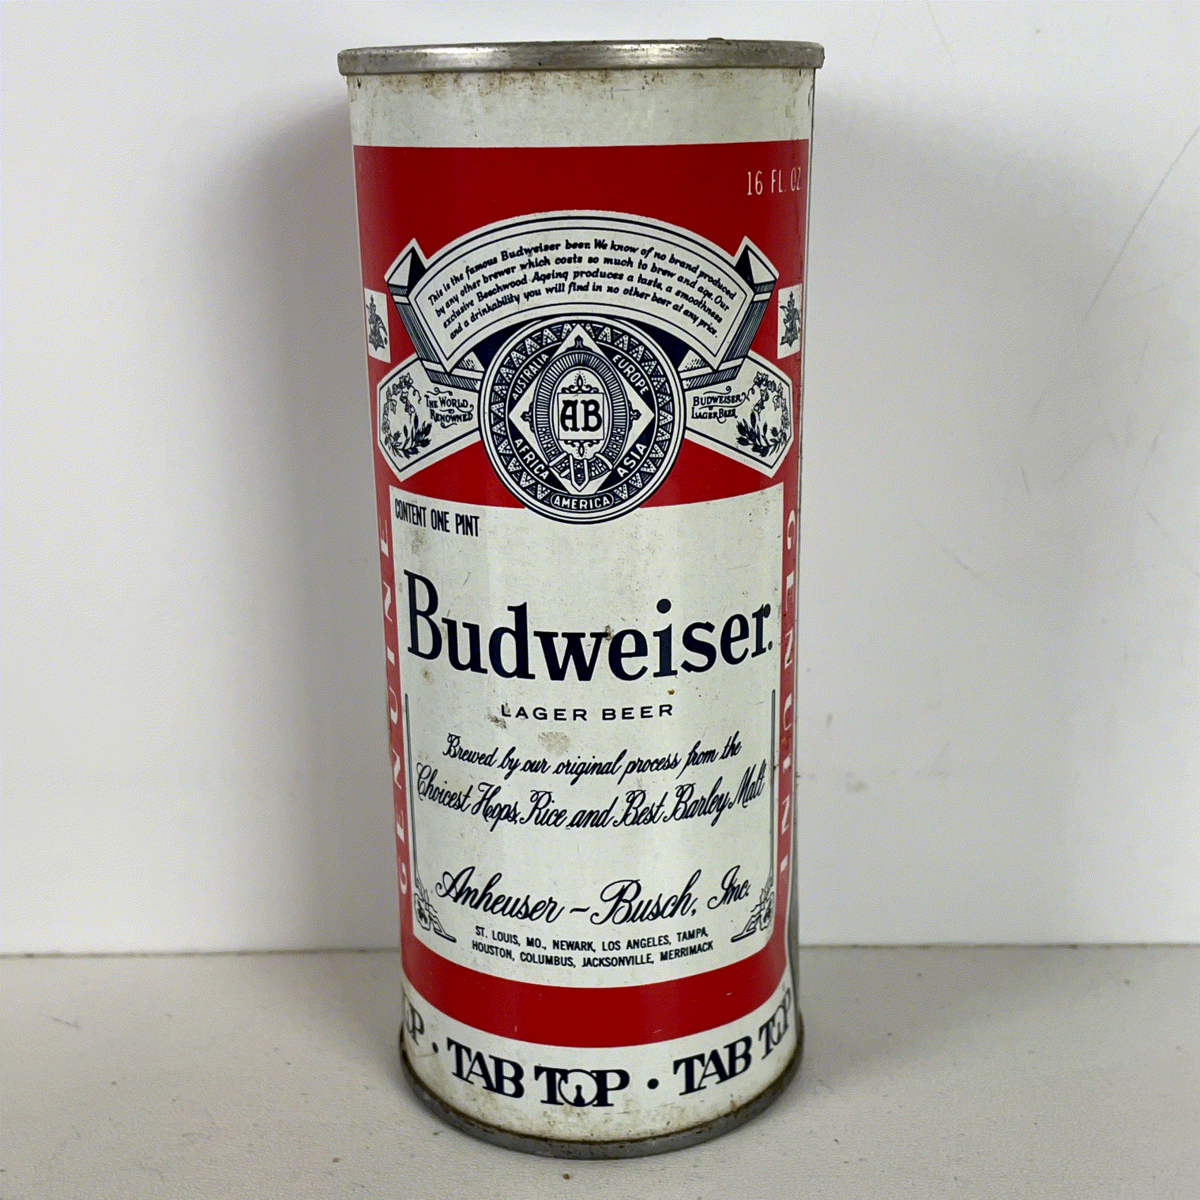 16 FL. OZ
This is the famous Budweiser beer. We know of no brand produced
by any other brewer which costs so much to brew and age. Our
exclusive Beechwood Ageing produces a taste, a smoothness
and a drinkability you will find in no other beer at any price.
AUSTRALIA
EUROPE
THE WORLD
RENOWNED
AB
BUDWEISER
LAGER BEER
AFRICA
ASIA
AMERICA
CONTENT ONE PINT
GENUINE
GENUINE
Budweiser.
LAGER BEER
Brewed by our original process from the
Choicest Hops, Rice and Best Barley Malt
Anheuser - Busch, Inc.
ST. LOUIS, MO., NEWARK, LOS ANGELES, TAMPA,
HOUSTON, COLUMBUS, JACKSONVILLE, MERRIMACK
OP • TAB TOP • TAB TOP